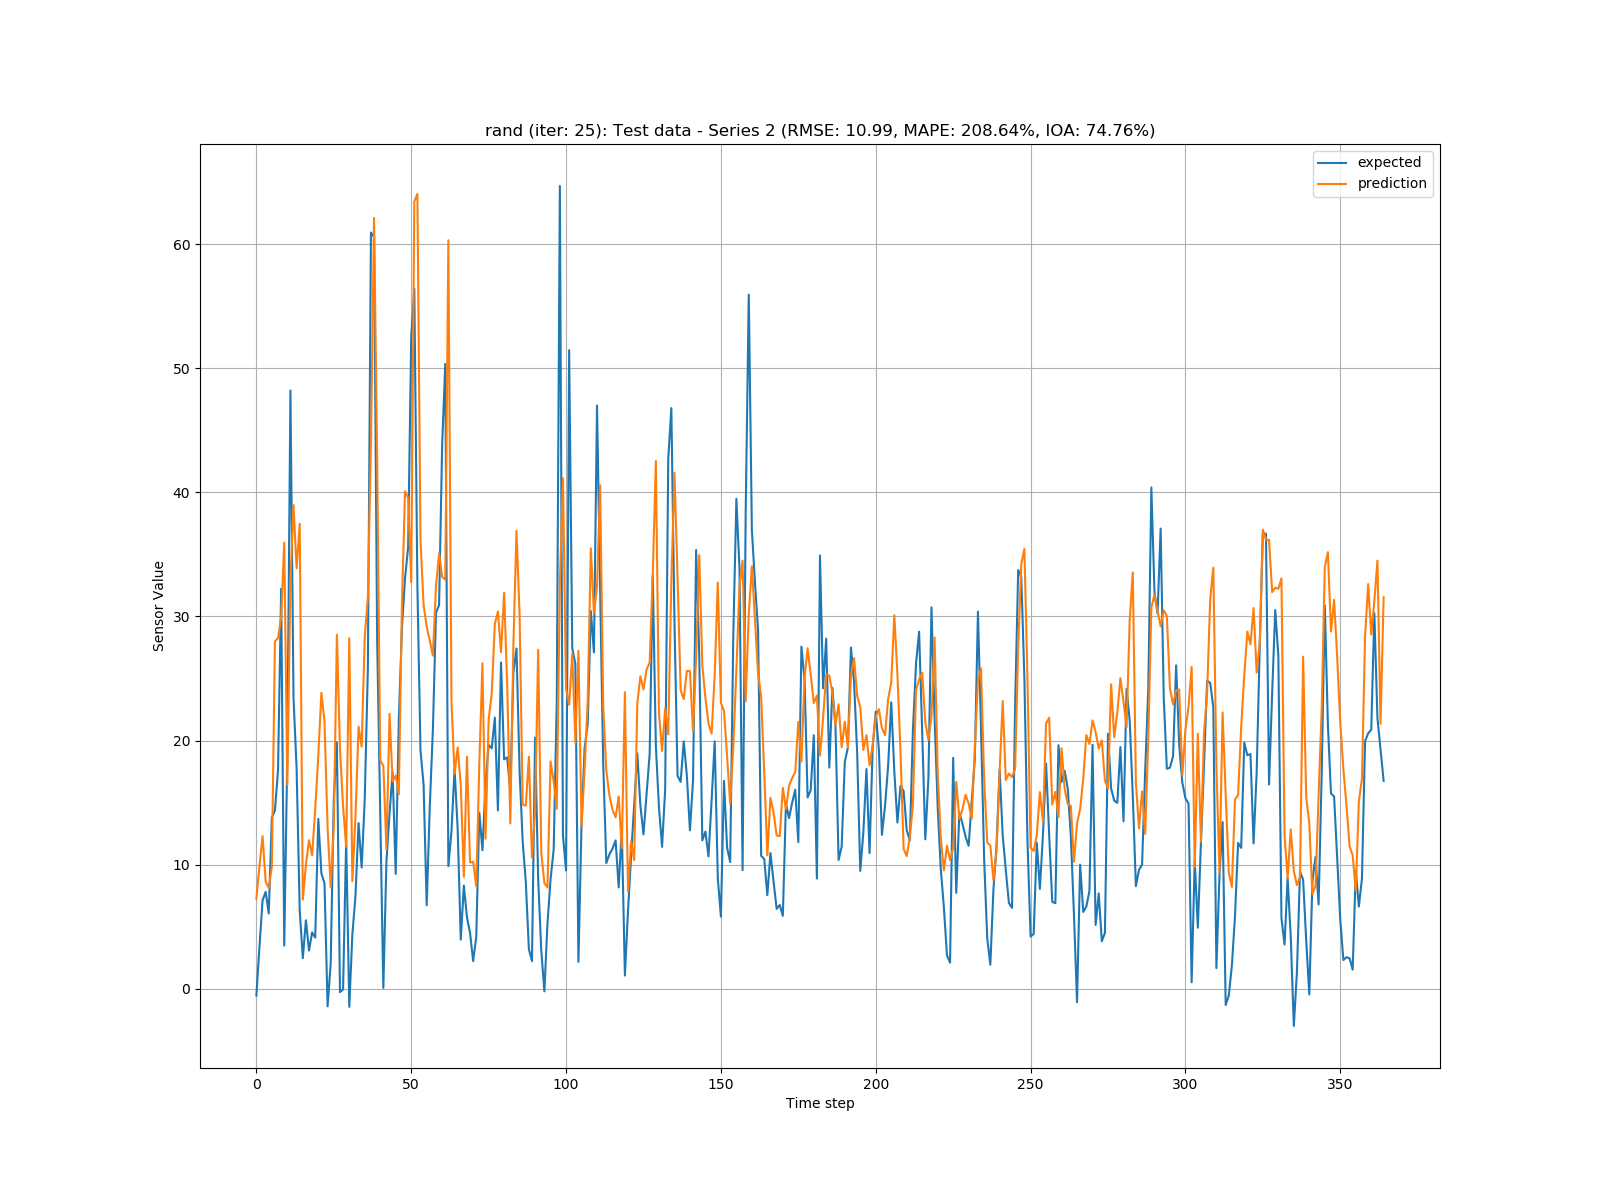 rand (iter: 25): Test data - Series 2 (RMSE: 10.99, MAPE: 208.64%, IOA: 74.76%)
expected
prediction
60
50
40
30
20
10
0
Sensor Value
0 50 100 150 200 250 300 350
Time step